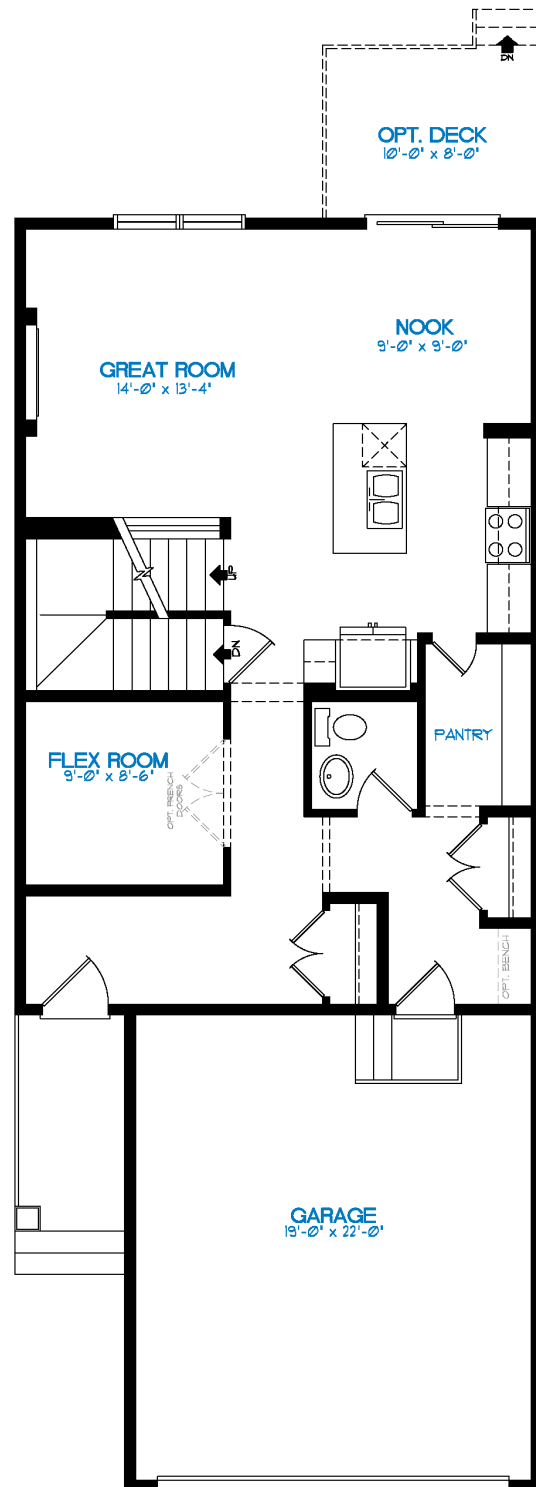 DN
OPT. DECK
10'-0" x 8'-0"
NOOK
9'-0" x 9'-0"
GREAT ROOM
14'-0" x 13'-4"
UP
DN
PANTRY
FLEX ROOM
9'-0" x 8'-6"
OPT. FRENCH
DOORS
OPT. BENCH
GARAGE
19'-0" x 22'-0"